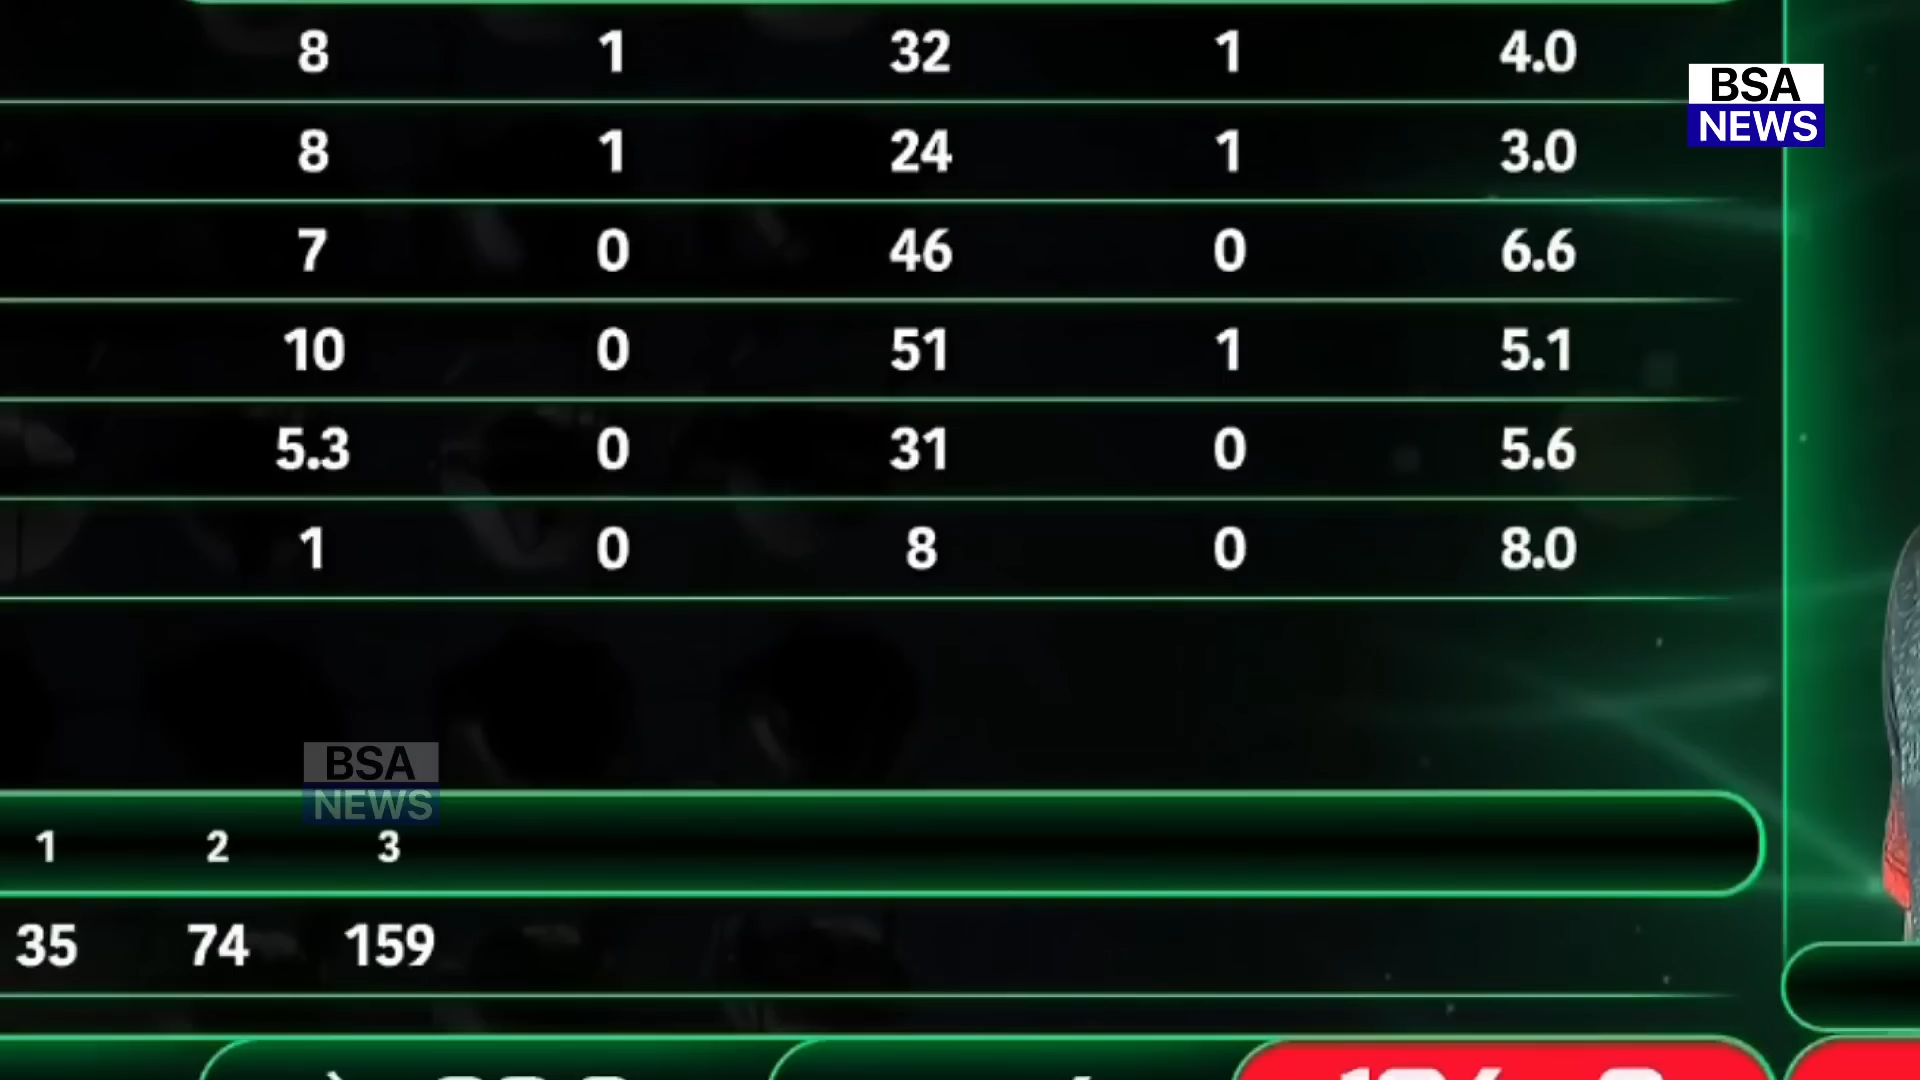 8 1 32 1 4.0
BSA
NEWS
8 1 24 1 3.0
7 0 46 0 6.6
10 0 51 1 5.1
5.3 0 31 0 5.6
1 0 8 0 8.0
BSA
NEWS
1 2 3
35 74 159